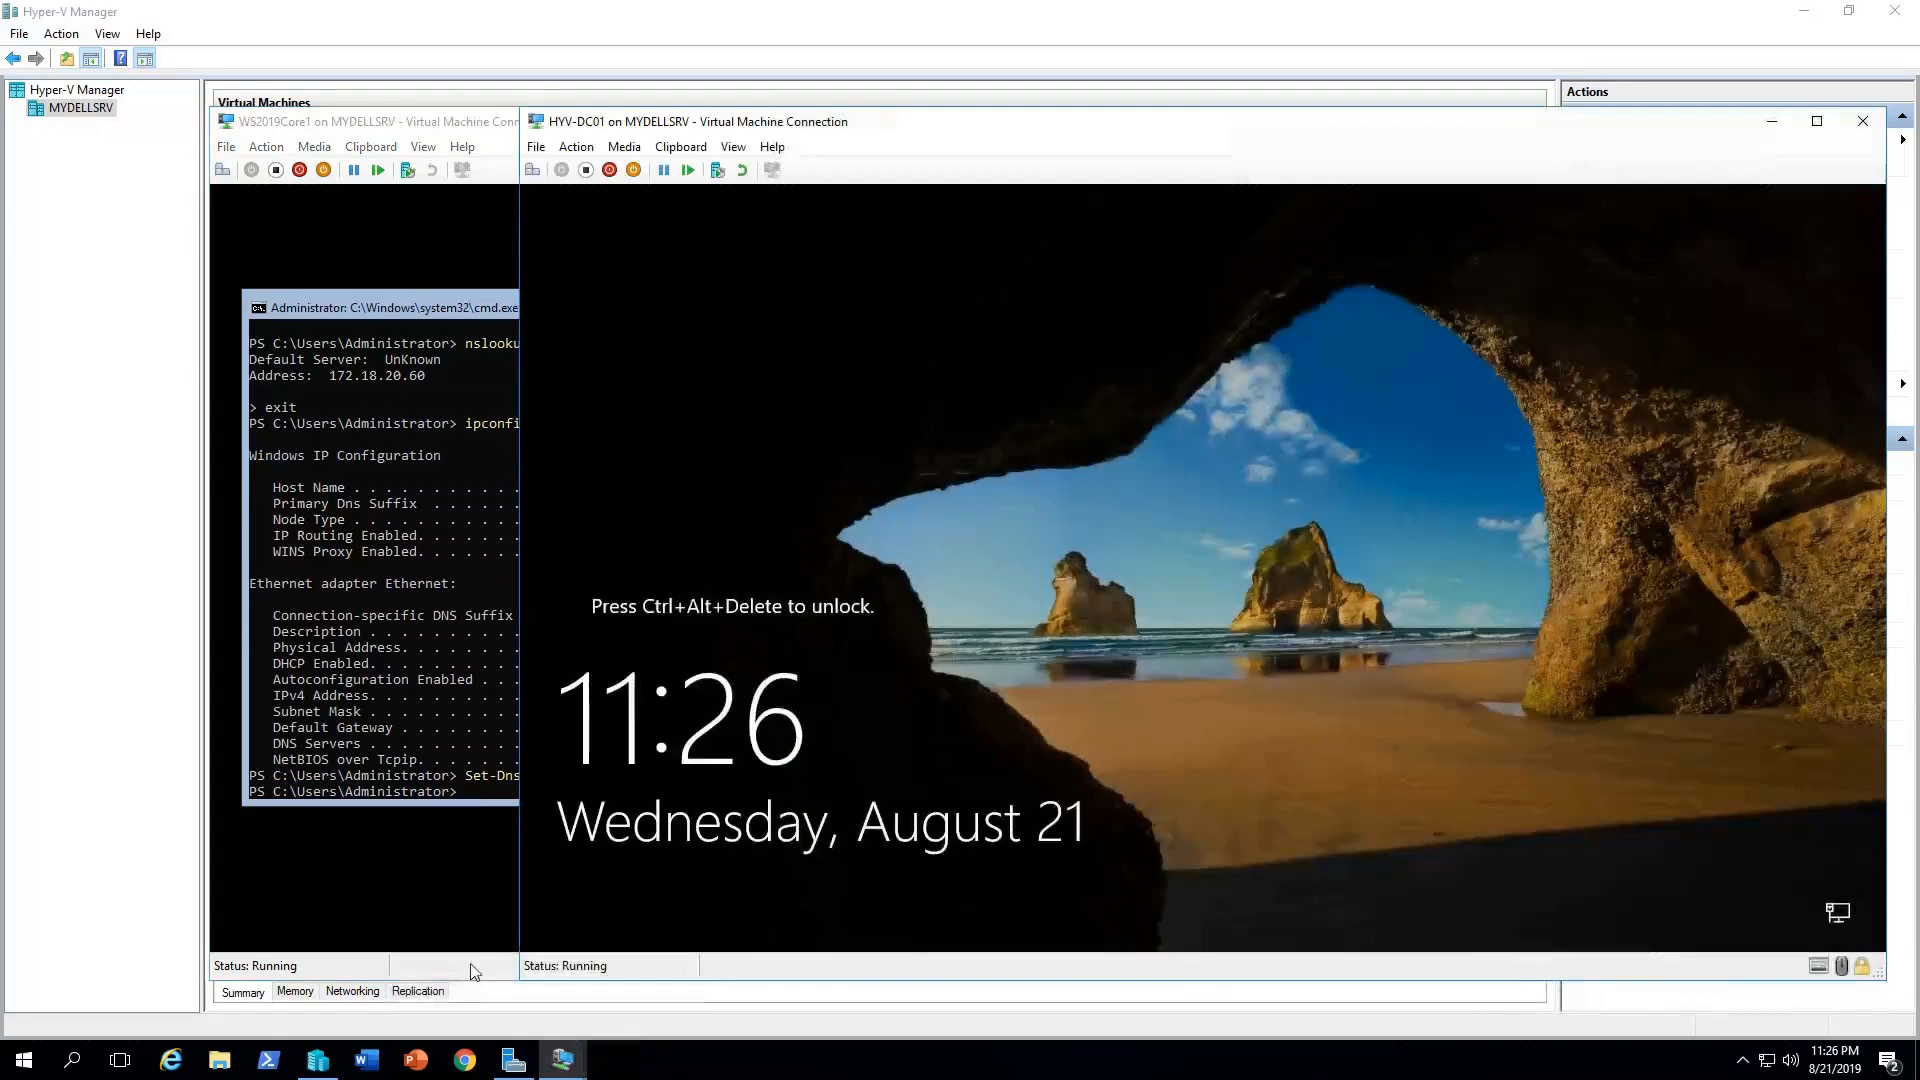 Hyper-V Manager
File Action View Help
Hyper-V Manager
MYDELLSRV
Virtual Machines
Actions
WS2019Core1 on MYDELLSRV - Virtual Machine Conn
File Action Media Clipboard View Help
Administrator: C:\Windows\system32\cmd.exe
PS C:\Users\Administrator> nslooku
Default Server:  UnKnown
Address:  172.18.20.60
> exit
PS C:\Users\Administrator> ipconfi
Windows IP Configuration
Host Name . . . . . . . . . . .
Primary Dns Suffix  . . . . . .
Node Type . . . . . . . . . . .
IP Routing Enabled. . . . . . .
WINS Proxy Enabled. . . . . . .
Ethernet adapter Ethernet:
Connection-specific DNS Suffix
Description . . . . . . . . . .
Physical Address. . . . . . . .
DHCP Enabled. . . . . . . . . .
Autoconfiguration Enabled . . .
IPv4 Address. . . . . . . . . .
Subnet Mask . . . . . . . . . .
Default Gateway . . . . . . . .
DNS Servers . . . . . . . . . .
NetBIOS over Tcpip. . . . . . .
PS C:\Users\Administrator> Set-Dns
PS C:\Users\Administrator>
Status: Running
HYV-DC01 on MYDELLSRV - Virtual Machine Connection
File Action Media Clipboard View Help
Press Ctrl+Alt+Delete to unlock.
11:26
Wednesday, August 21
Status: Running
Summary Memory Networking Replication
11:26 PM
8/21/2019
2